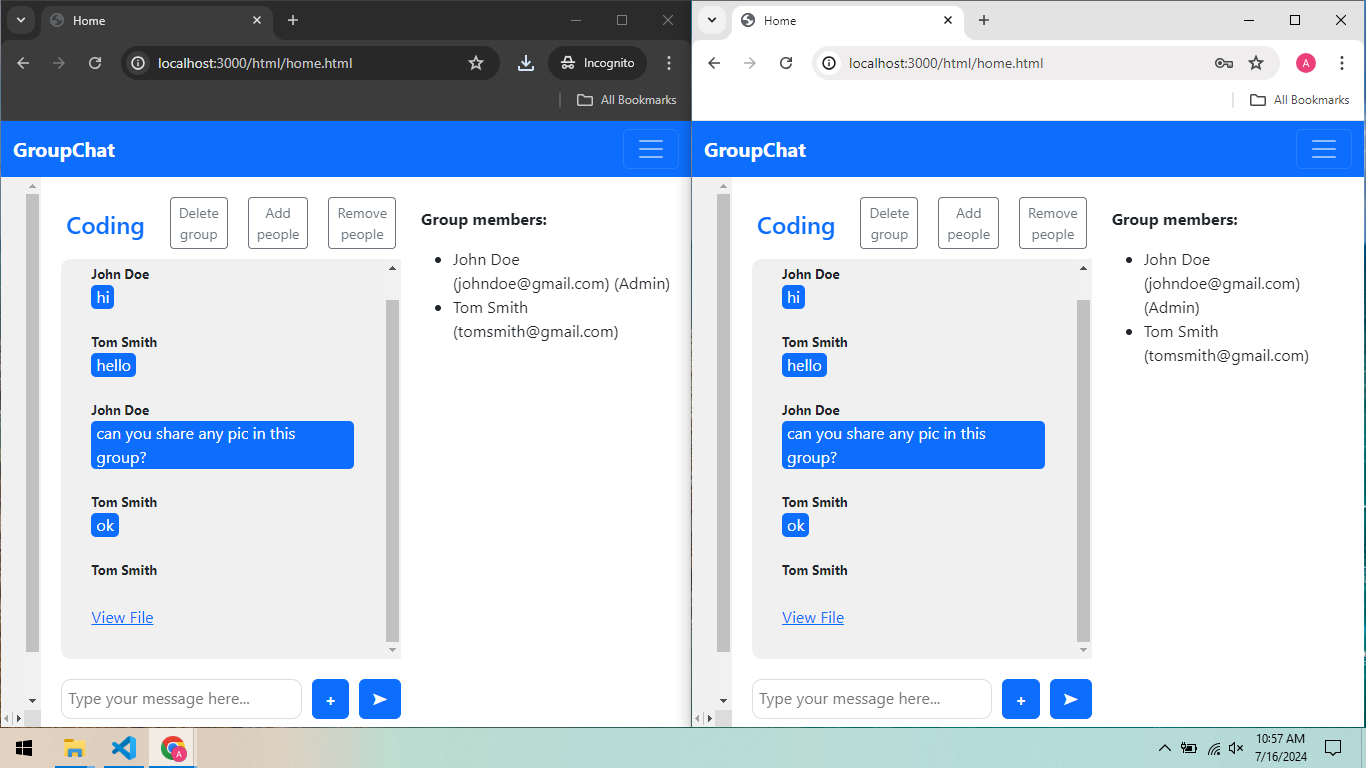 Home
localhost:3000/html/home.html
Incognito
All Bookmarks
GroupChat
Coding
Delete
group
Add
people
Remove
people
Group members:
John Doe
(johndoe@gmail.com) (Admin)
Tom Smith
(tomsmith@gmail.com)
John Doe
hi
Tom Smith
hello
John Doe
can you share any pic in this
group?
Tom Smith
ok
Tom Smith
View File
Type your message here...
+
Home
localhost:3000/html/home.html
A
All Bookmarks
GroupChat
Coding
Delete
group
Add
people
Remove
people
Group members:
John Doe
(johndoe@gmail.com)
(Admin)
Tom Smith
(tomsmith@gmail.com)
John Doe
hi
Tom Smith
hello
John Doe
can you share any pic in this
group?
Tom Smith
ok
Tom Smith
View File
Type your message here...
+
A
10:57 AM
7/16/2024